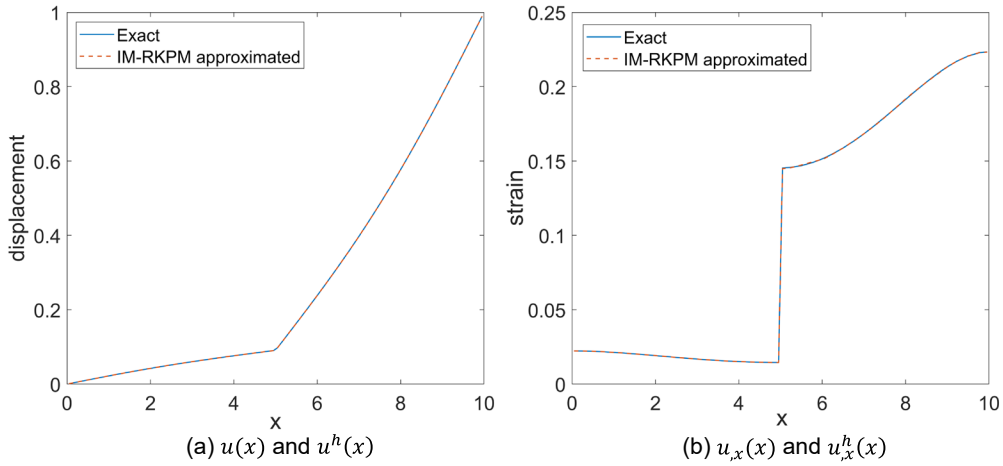 Exact
IM-RKPM approximated
1
0.8
0.6
0.4
0.2
0
displacement
0 2 4 6 8 10
x
(a) u(x) and uʰ(x)
Exact
IM-RKPM approximated
0.25
0.2
0.15
0.1
0.05
0
strain
0 2 4 6 8 10
x
(b) u,ₓ(x) and uʰ,ₓ(x)